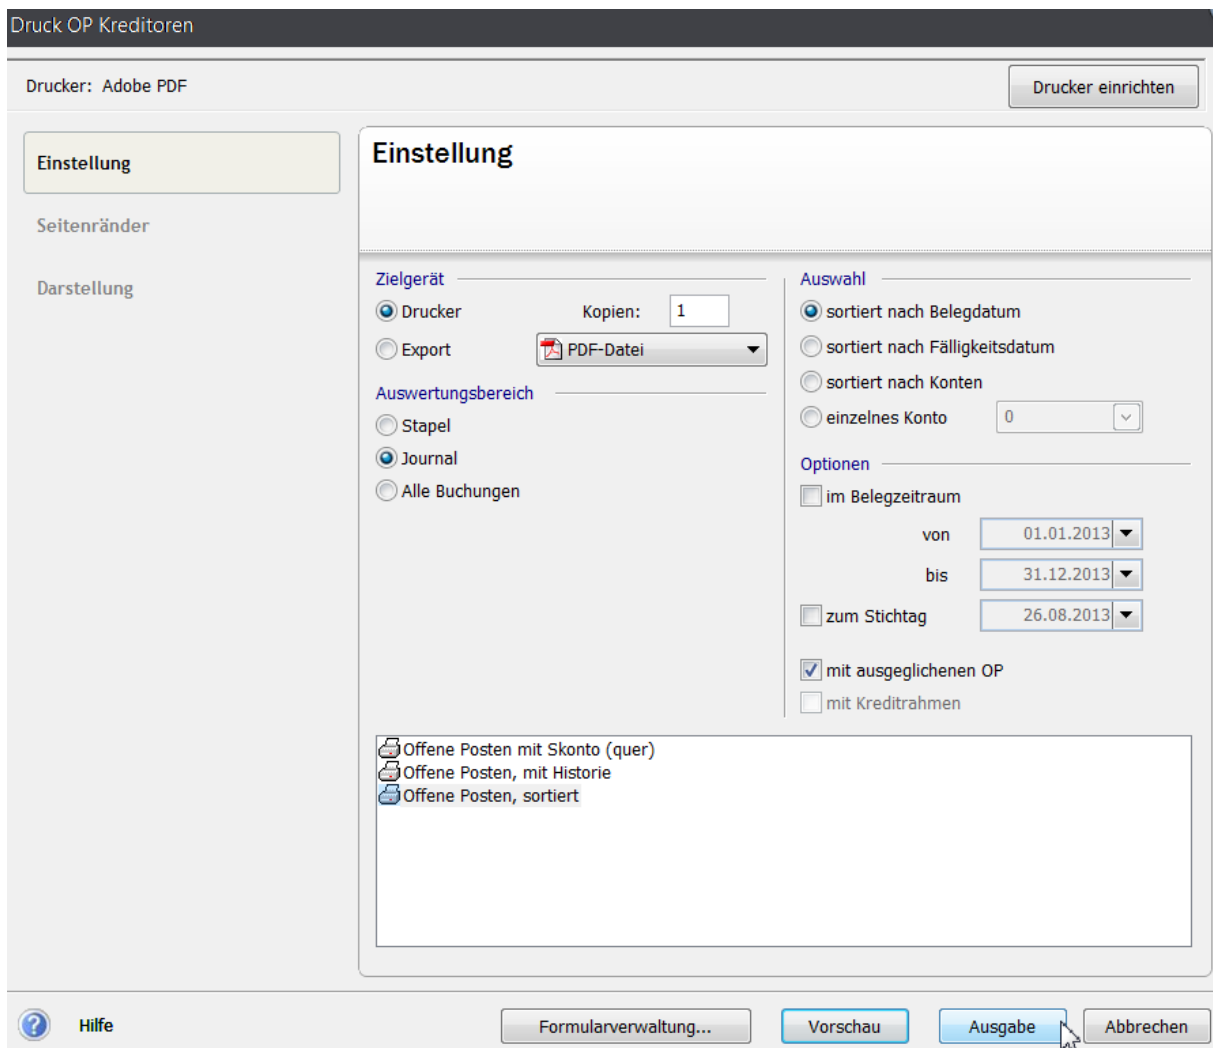 Druck OP Kreditoren
Drucker: Adobe PDF
Drucker einrichten
Einstellung
Seitenränder
Darstellung
Einstellung
Zielgerät
Drucker Kopien: 1
Export PDF-Datei
Auswertungsbereich
Stapel
Journal
Alle Buchungen
Auswahl
sortiert nach Belegdatum
sortiert nach Fälligkeitsdatum
sortiert nach Konten
einzelnes Konto 0
Optionen
im Belegzeitraum
von 01.01.2013
bis 31.12.2013
zum Stichtag 26.08.2013
mit ausgeglichenen OP
mit Kreditrahmen
Offene Posten mit Skonto (quer)
Offene Posten, mit Historie
Offene Posten, sortiert
? Hilfe
Formularverwaltung... Vorschau Ausgabe Abbrechen